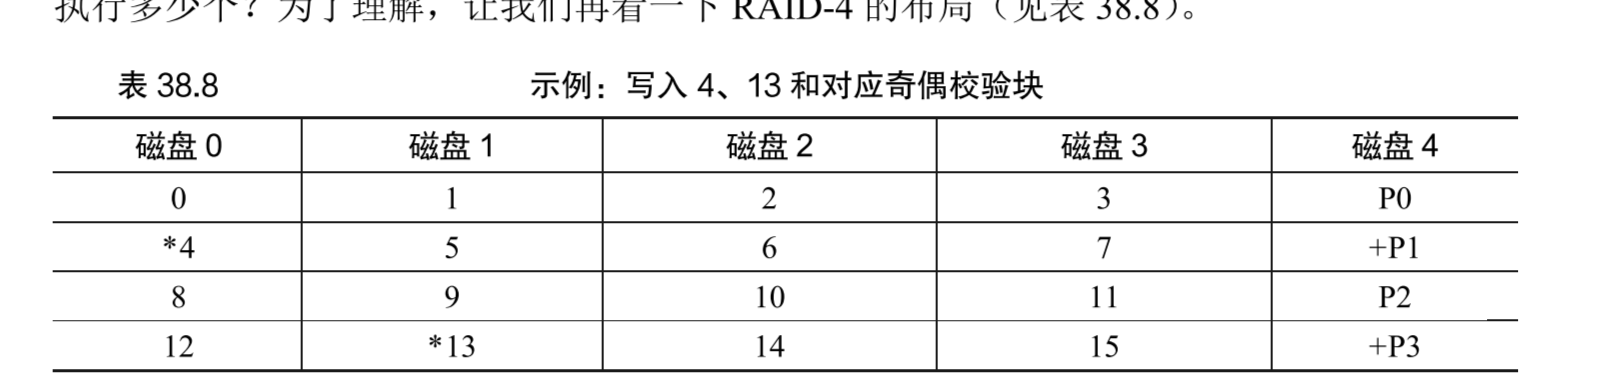 执行多少个？为了理解，让我们再看一下 RAID-4 的布局（见表 38.8）。
表 38.8 示例：写入 4、13 和对应奇偶校验块
磁盘 0 磁盘 1 磁盘 2 磁盘 3 磁盘 4
0 1 2 3 P0
*4 5 6 7 +P1
8 9 10 11 P2
12 *13 14 15 +P3